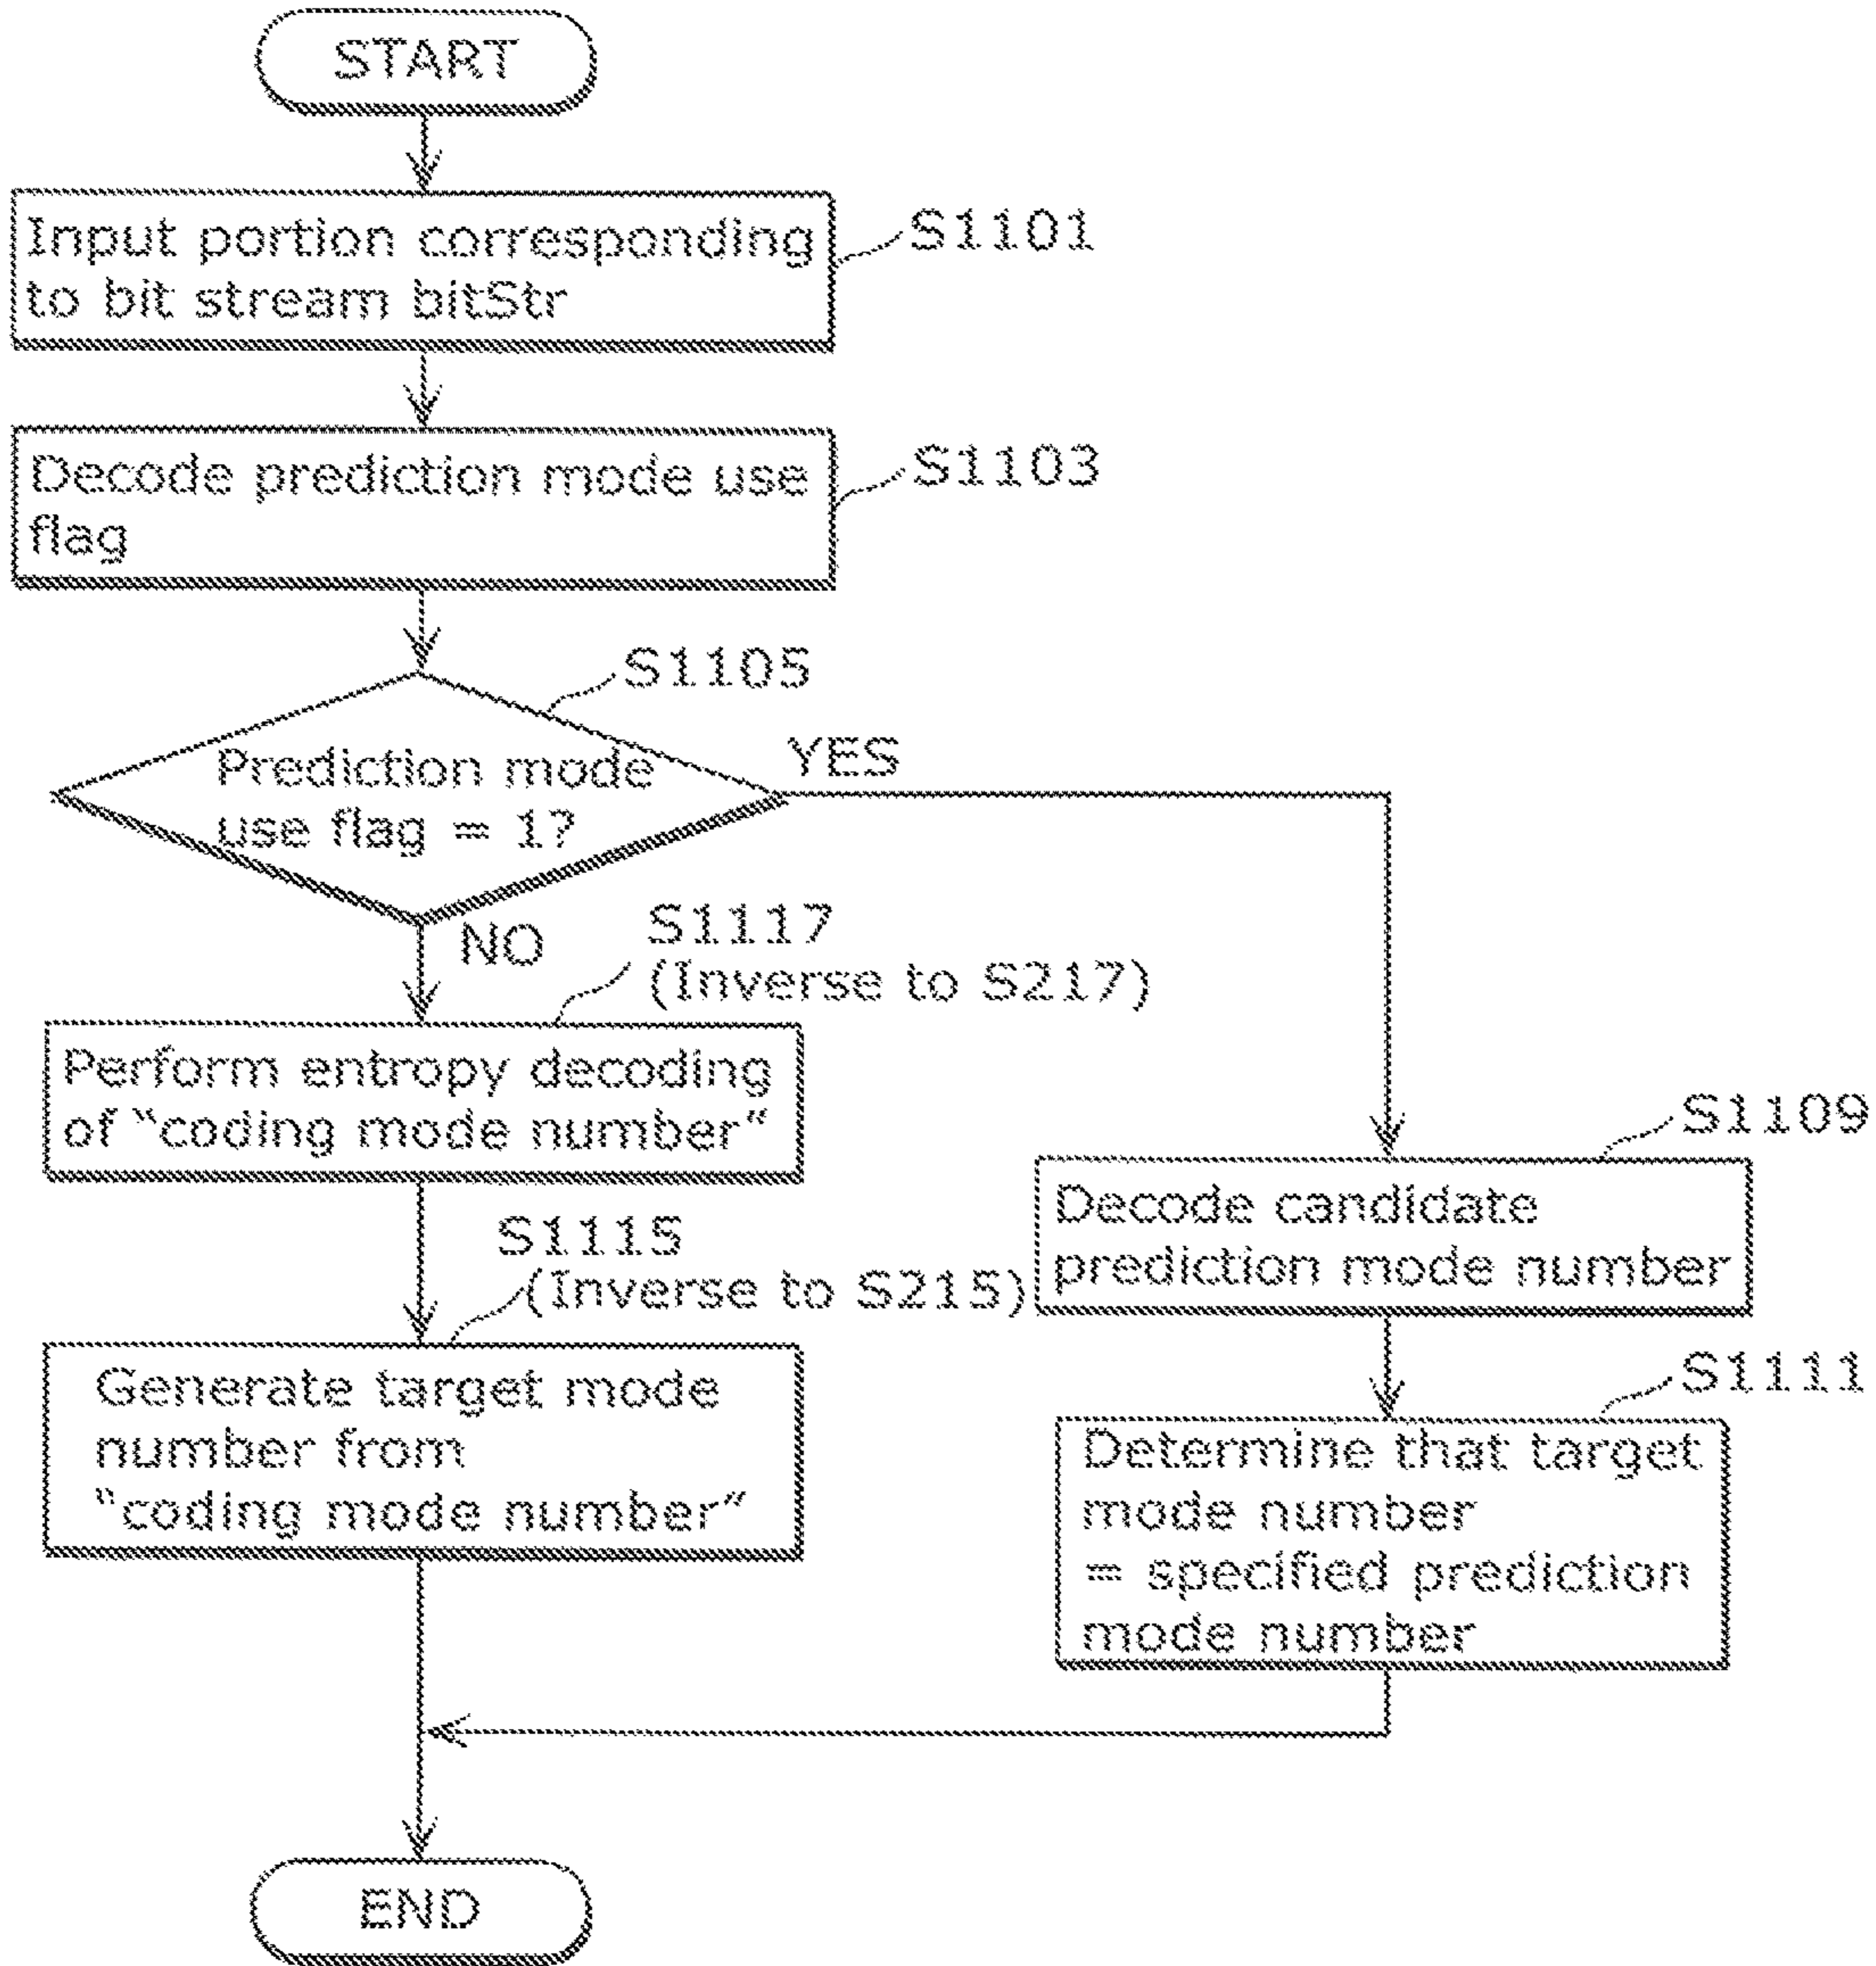 START
Input portion corresponding
to bit stream bitStr
S1101
Decode prediction mode use
flag
S1103
S1105
Prediction mode
use flag = 1?
YES
NO
S1117
(Inverse to S217)
Perform entropy decoding
of “coding mode number”
S1115
(Inverse to S215)
Generate target mode
number from
“coding mode number”
S1109
Decode candidate
prediction mode number
S1111
Determine that target
mode number
= specified prediction
mode number
END